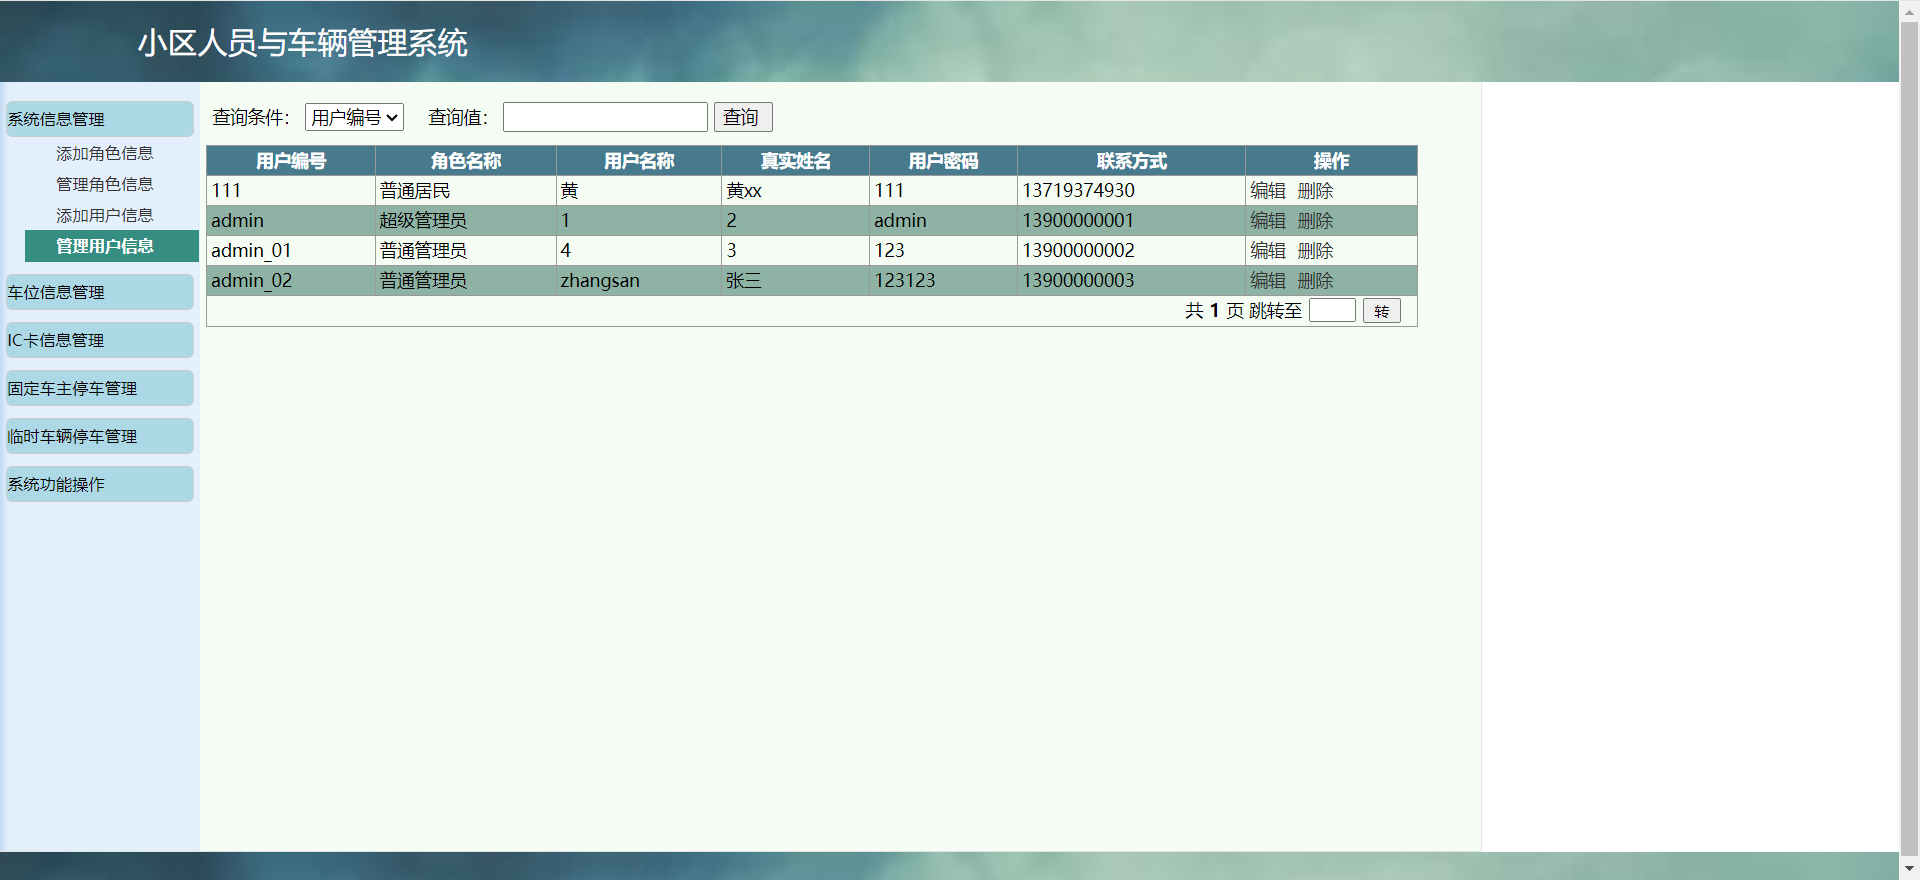 小区人员与车辆管理系统
系统信息管理
添加角色信息
管理角色信息
添加用户信息
管理用户信息
车位信息管理
IC卡信息管理
固定车主停车管理
临时车辆停车管理
系统功能操作
查询条件： 用户编号 查询值： 查询
用户编号 角色名称 用户名称 真实姓名 用户密码 联系方式 操作
111 普通居民 黄 黄xx 111 13719374930 编辑 删除
admin 超级管理员 1 2 admin 13900000001 编辑 删除
admin_01 普通管理员 4 3 123 13900000002 编辑 删除
admin_02 普通管理员 zhangsan 张三 123123 13900000003 编辑 删除
共 1 页 跳转至 转